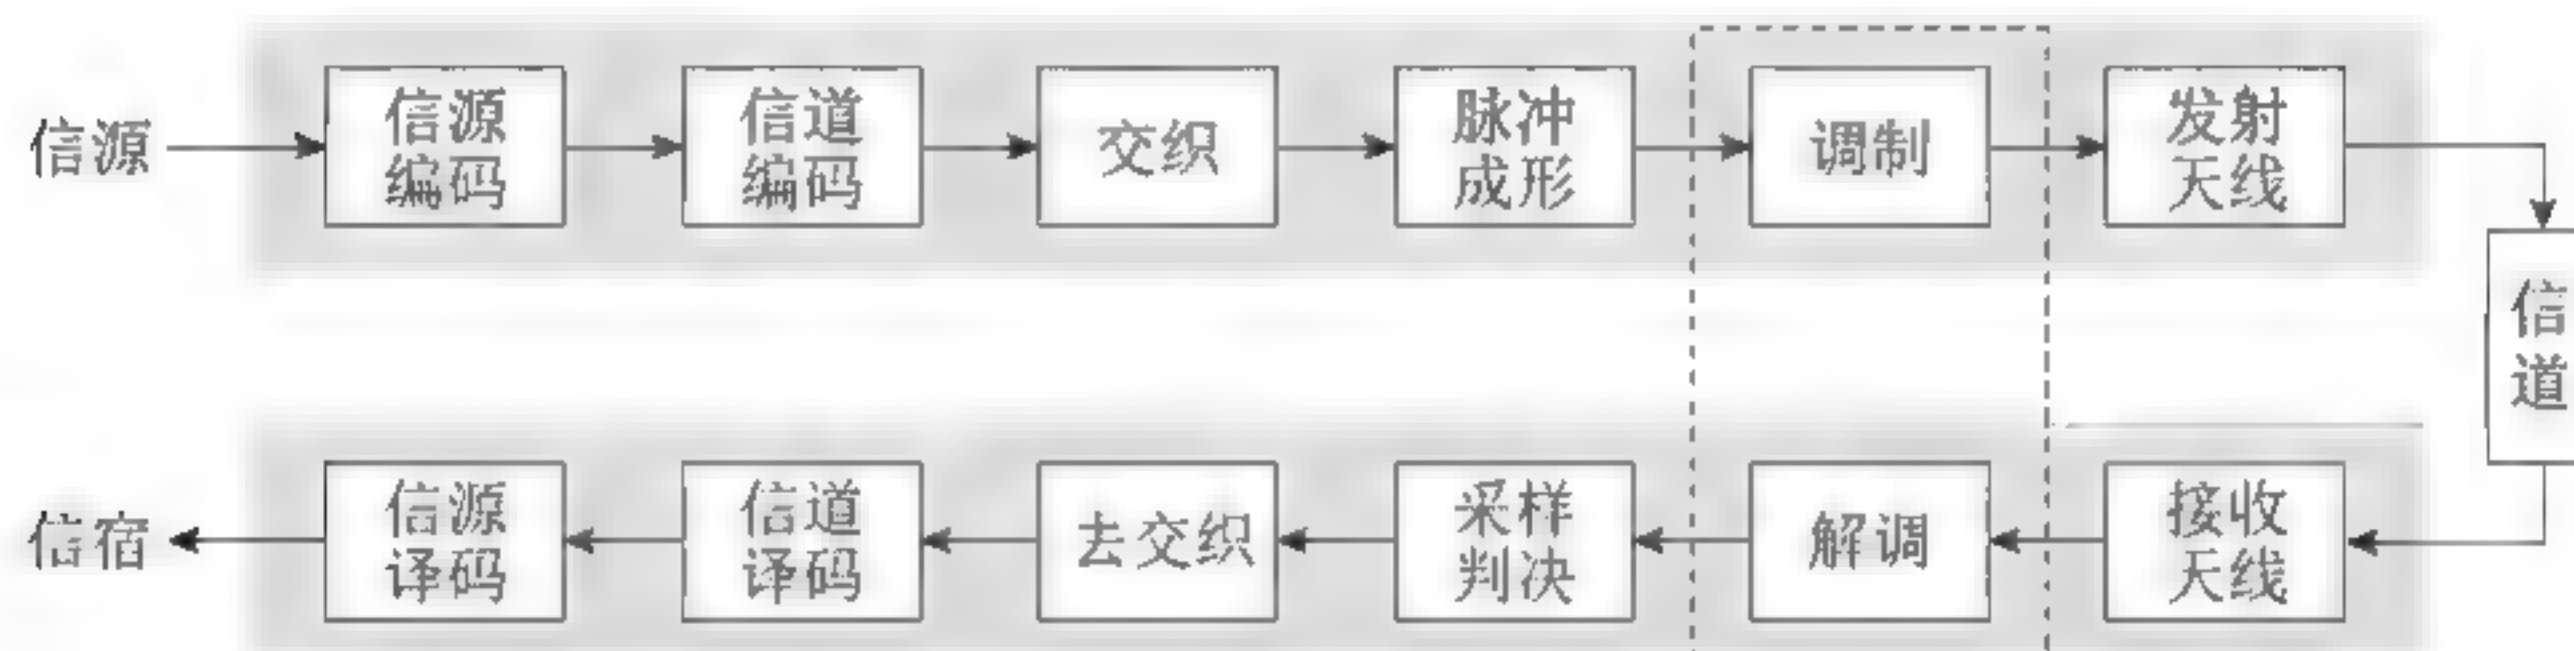 信源
信源
编码
信道
编码
交织
脉冲
成形
调制
发射
天线
信
道
信宿
信源
译码
信道
译码
去交织
采样
判决
解调
接收
天线